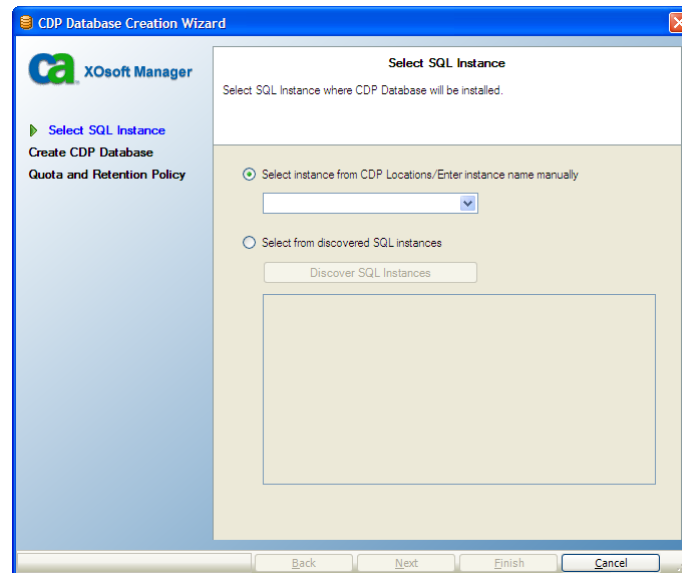 CDP Database Creation Wizard
ca
XOsoft Manager
Select SQL Instance
Create CDP Database
Quota and Retention Policy
Select SQL Instance
Select SQL Instance where CDP Database will be installed.
Select instance from CDP Locations/Enter instance name manually
Select from discovered SQL instances
Discover SQL Instances
Back
Next
Finish
Cancel